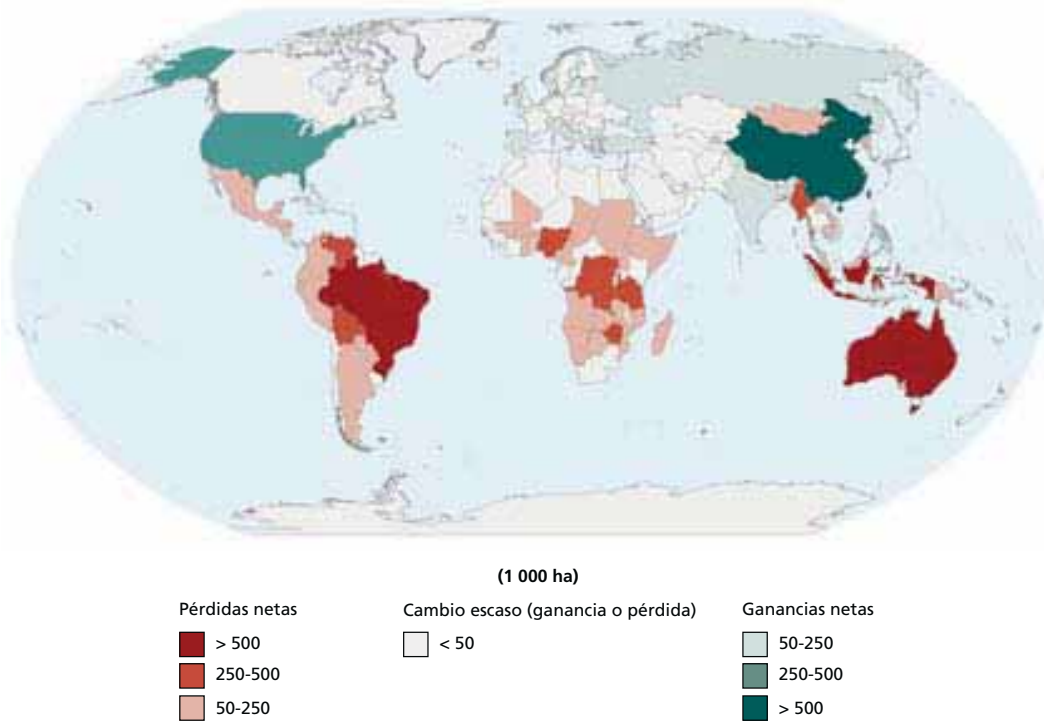 (1 000 ha)
Pérdidas netas
> 500
250-500
50-250
Cambio escaso (ganancia o pérdida)
< 50
Ganancias netas
50-250
250-500
> 500